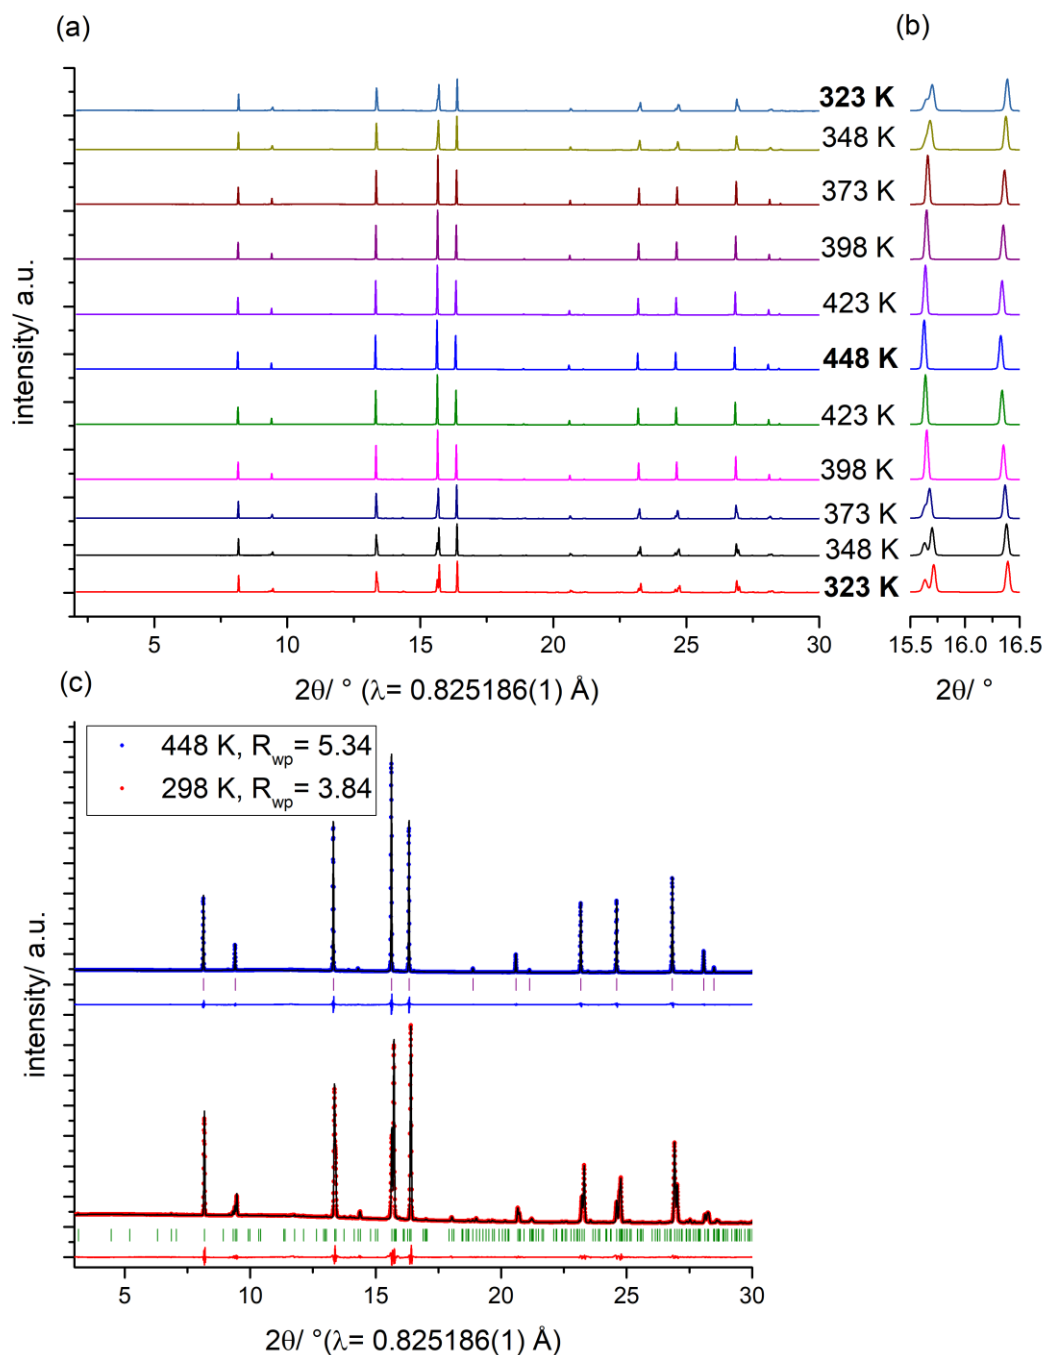 (a)
(b)
323 K
348 K
373 K
398 K
423 K
448 K
423 K
398 K
373 K
348 K
323 K
intensity/ a.u.
5 10 15 20 25 30
15.5 16.0 16.5
2θ/ ° (λ= 0.825186(1) Å)
2θ/ °
(c)
448 K, Rwp= 5.34
298 K, Rwp= 3.84
intensity/ a.u.
5 10 15 20 25 30
2θ/ °(λ= 0.825186(1) Å)